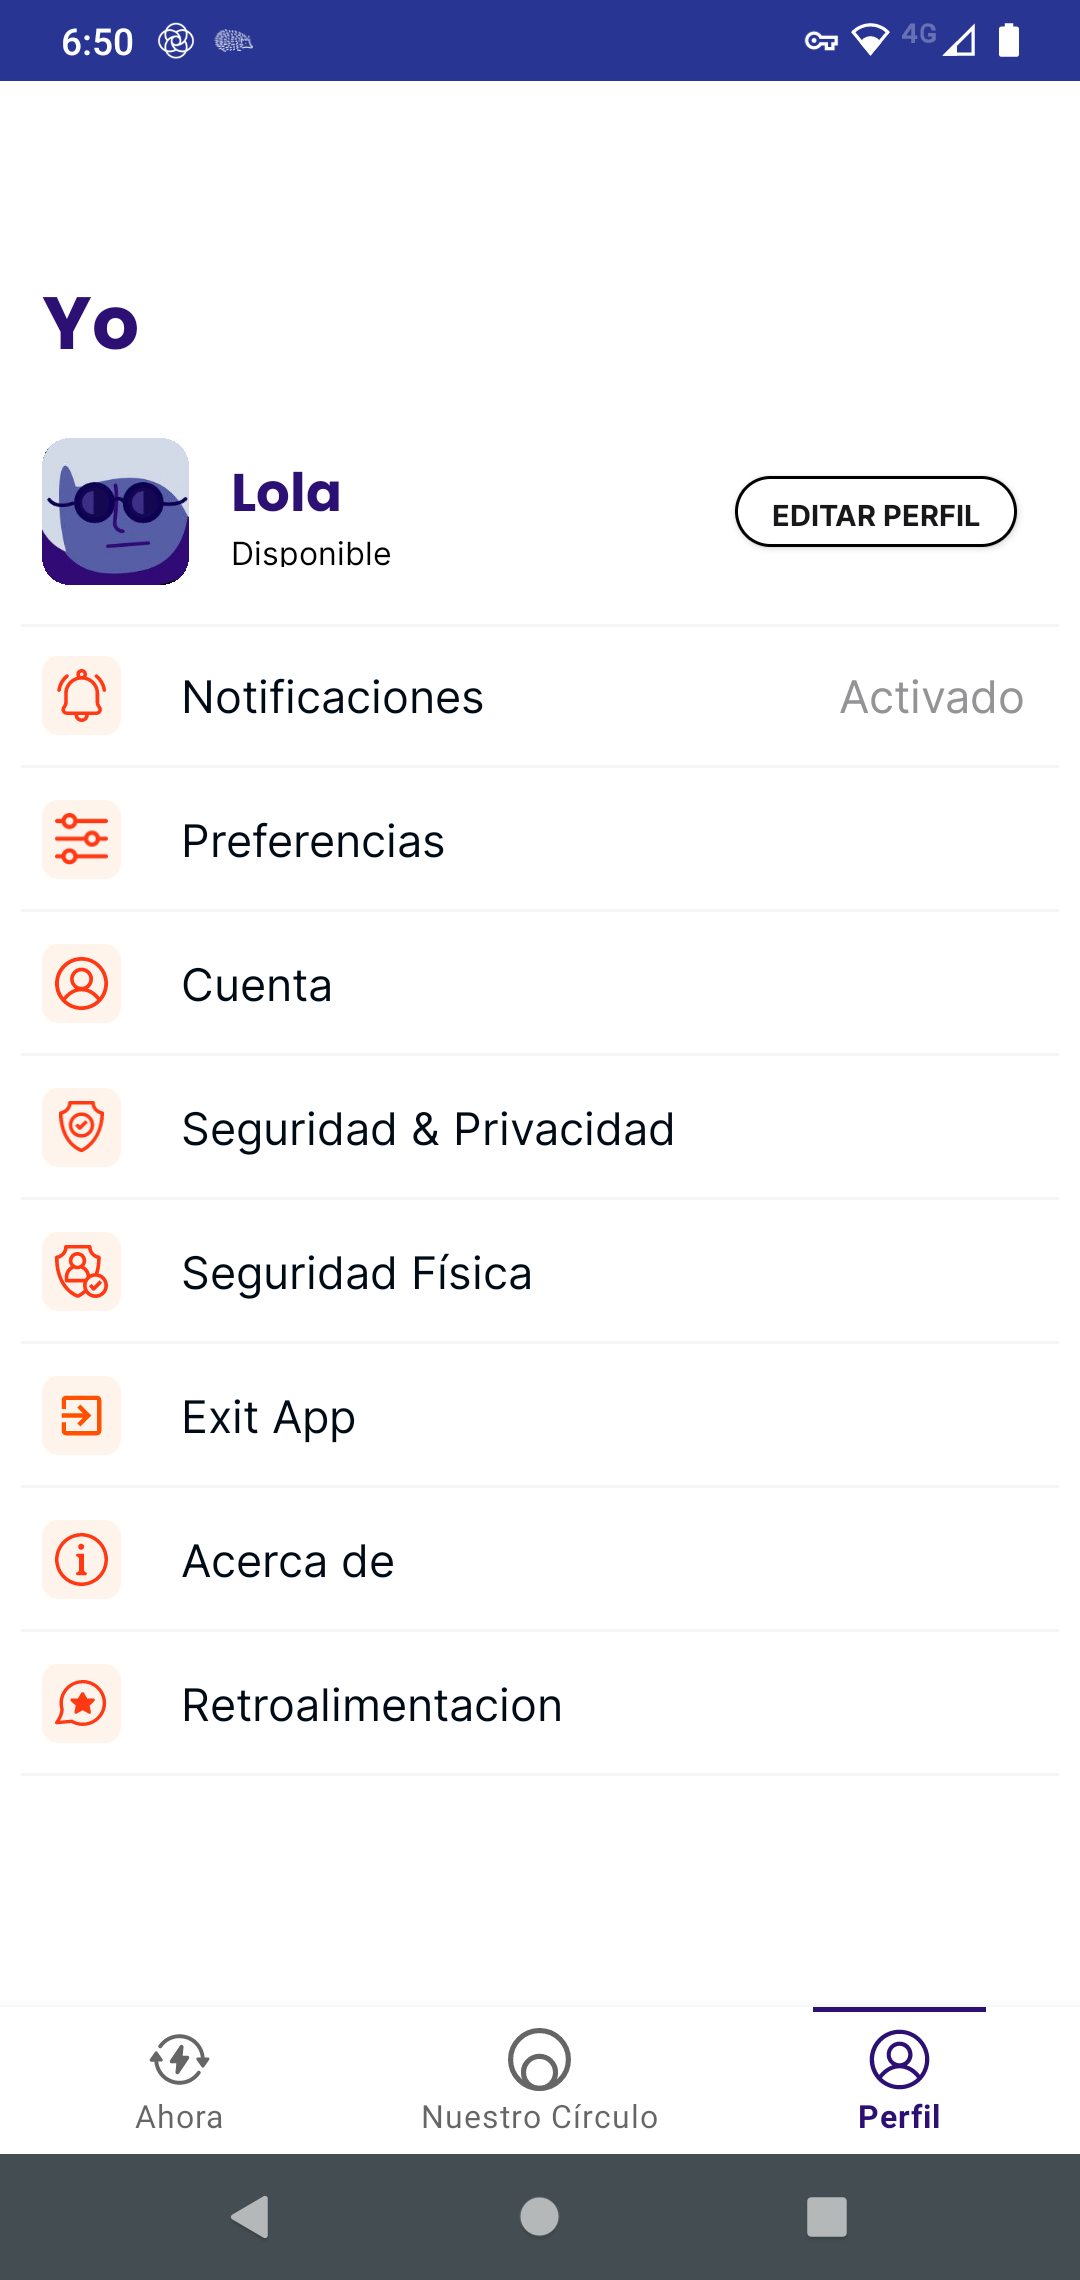 6:50
4G
Yo
Lola
Disponible
EDITAR PERFIL
Notificaciones
Activado
Preferencias
Cuenta
Seguridad & Privacidad
Seguridad Física
Exit App
Acerca de
Retroalimentacion
Ahora
Nuestro Círculo
Perfil